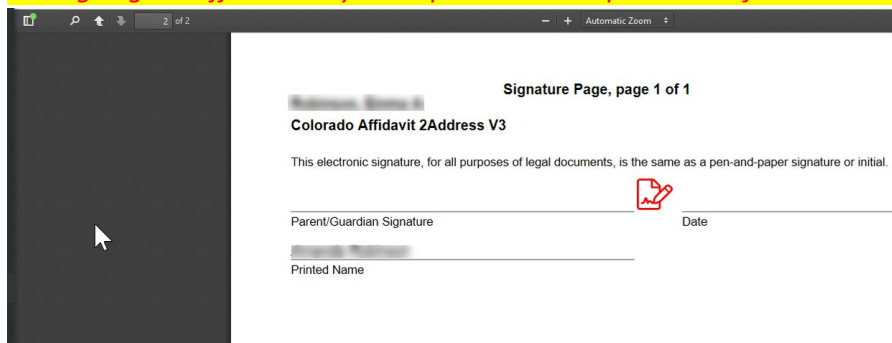 2 of 2
Automatic Zoom
Signature Page, page 1 of 1
Colorado Affidavit 2Address V3
This electronic signature, for all purposes of legal documents, is the same as a pen-and-paper signature or initial.
Parent/Guardian Signature Date
Printed Name